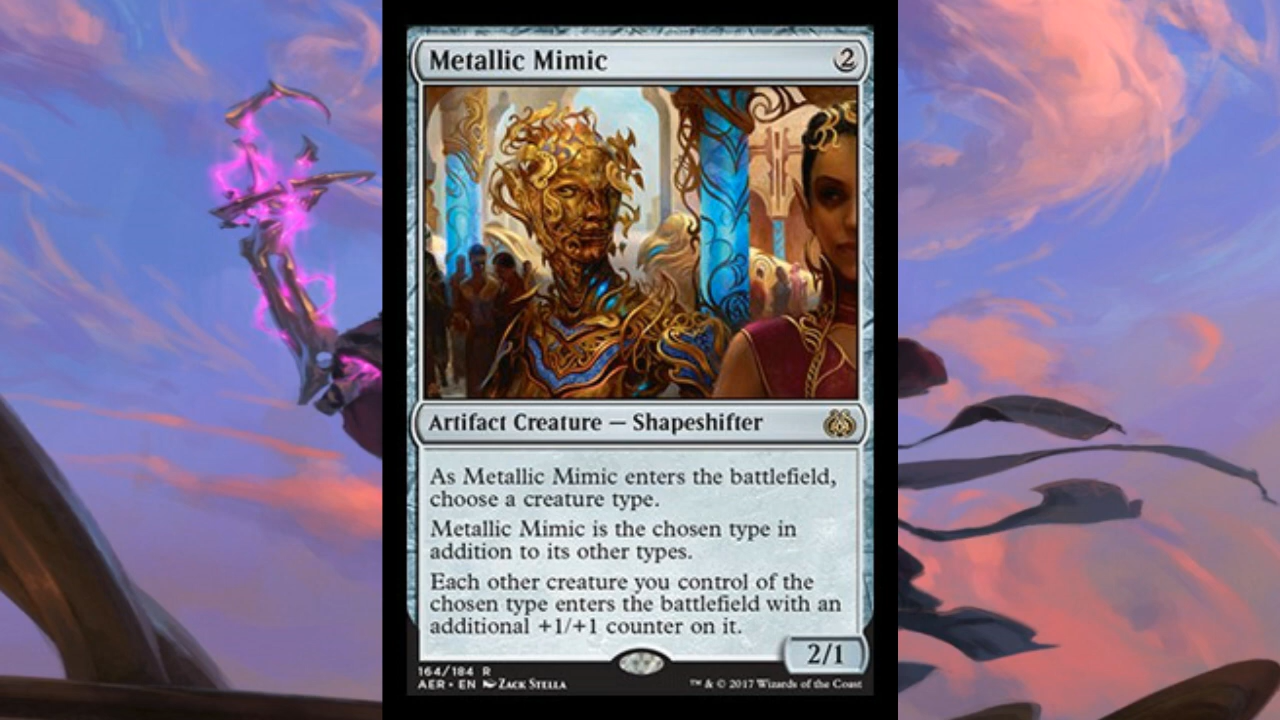 Metallic Mimic 2
Artifact Creature — Shapeshifter
As Metallic Mimic enters the battlefield,
choose a creature type.
Metallic Mimic is the chosen type in
addition to its other types.
Each other creature you control of the
chosen type enters the battlefield with an
additional +1/+1 counter on it.
2/1
164/184 R
AER • EN Zack Stella
™ & © 2017 Wizards of the Coast